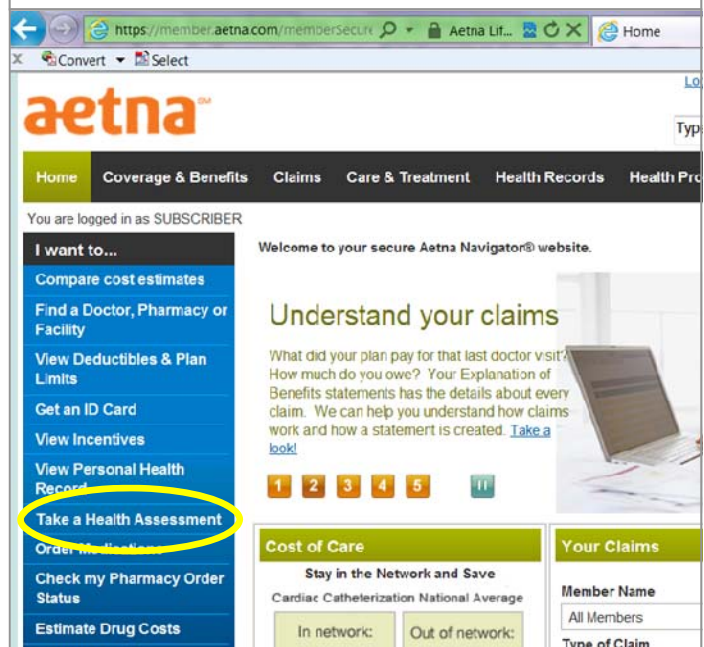 https://member.aetna.com/memberSecure
Aetna Lif...
Home
x Convert Select
aetna℠
Lo
Typ
Home Coverage & Benefits Claims Care & Treatment Health Records Health Pro
You are logged in as SUBSCRIBER
I want to...
Compare cost estimates
Find a Doctor, Pharmacy or
Facility
View Deductibles & Plan
Limits
Get an ID Card
View Incentives
View Personal Health
Record
Take a Health Assessment
Order Medications
Check my Pharmacy Order
Status
Estimate Drug Costs
Welcome to your secure Aetna Navigator® website.
Understand your claims
What did your plan pay for that last doctor visit?
How much do you owe? Your Explanation of
Benefits statements has the details about every
claim. We can help you understand how claims
work and how a statement is created. Take a
look!
1 2 3 4 5
Cost of Care
Stay in the Network and Save
Cardiac Catheterization National Average
In network: Out of network:
Your Claims
Member Name
All Members
Type of Claim